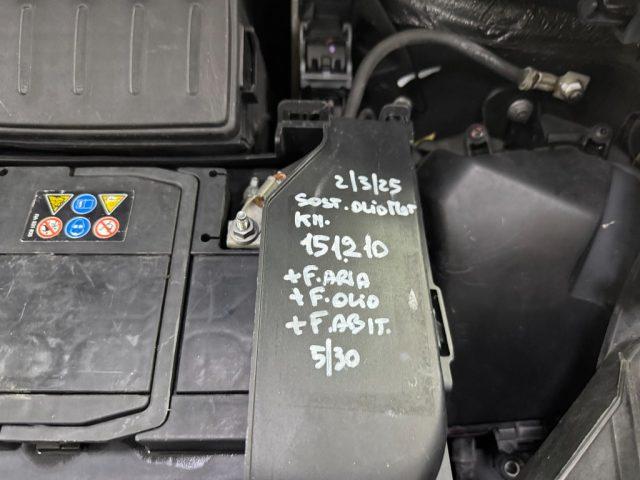 2/3/25
SOST. OLIO MOT
KM.
151210
+F. ARIA
+F. OLIO
+F. ABIT.
5/30